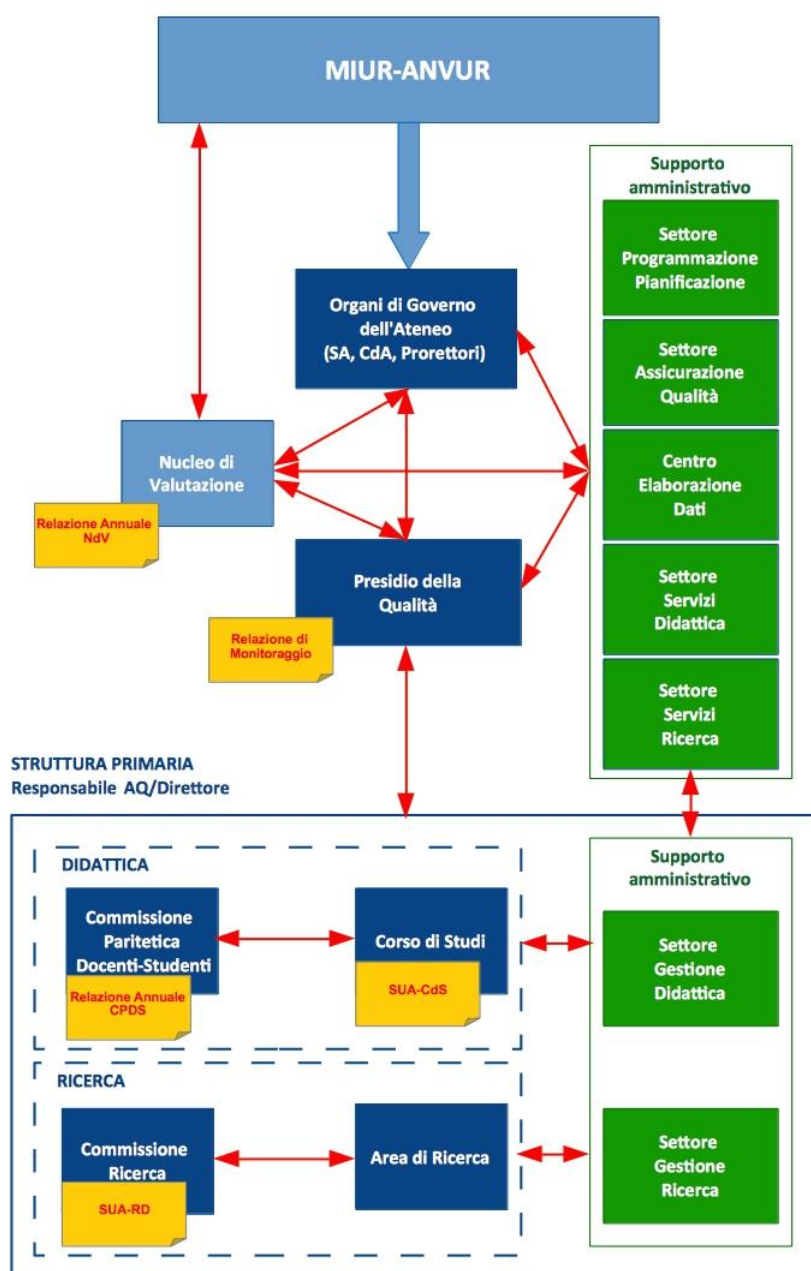 MIUR-ANVUR
Supporto
amministrativo
Settore
Programmazione
Pianificazione
Organi di Governo
dell'Ateneo
(SA, CdA, Prorettori)
Settore
Assicurazione
Qualità
Nucleo di
Valutazione
Centro
Elaborazione
Dati
Relazione Annuale
NdV
Presidio della
Qualità
Settore
Servizi
Didattica
Relazione di
Monitoraggio
Settore
Servizi
Ricerca
STRUTTURA PRIMARIA
Responsabile AQ/Direttore
DIDATTICA
Supporto
amministrativo
Commissione
Paritetica
Docenti-Studenti
Corso di Studi
Settore
Gestione
Didattica
Relazione Annuale
CPDS
SUA-CdS
RICERCA
Commissione
Ricerca
Area di Ricerca
Settore
Gestione
Ricerca
SUA-RD